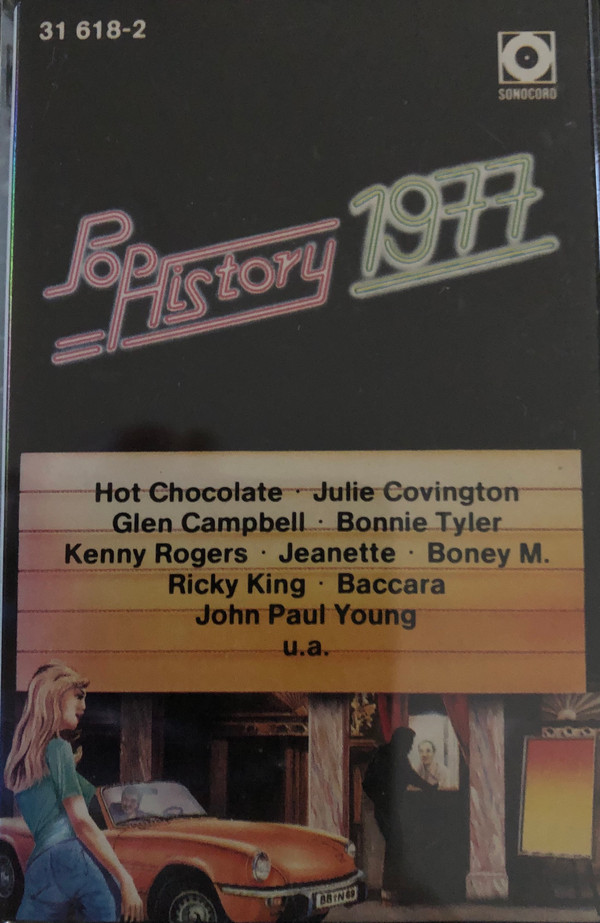 31 618-2
SONOCORD
Pop History 1977
Hot Chocolate · Julie Covington
Glen Campbell · Bonnie Tyler
Kenny Rogers · Jeanette · Boney M.
Ricky King · Baccara
John Paul Young
u.a.